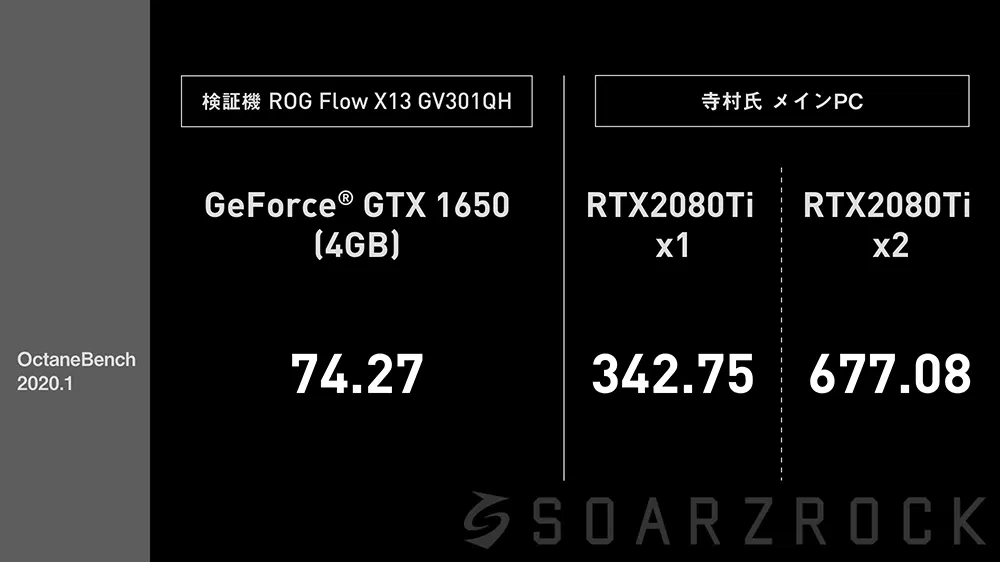 検証機 ROG Flow X13 GV301QH
寺村氏 メインPC
GeForce® GTX 1650
(4GB)
RTX2080Ti
x1
RTX2080Ti
x2
OctaneBench
2020.1
74.27
342.75
677.08
SOARZROCK